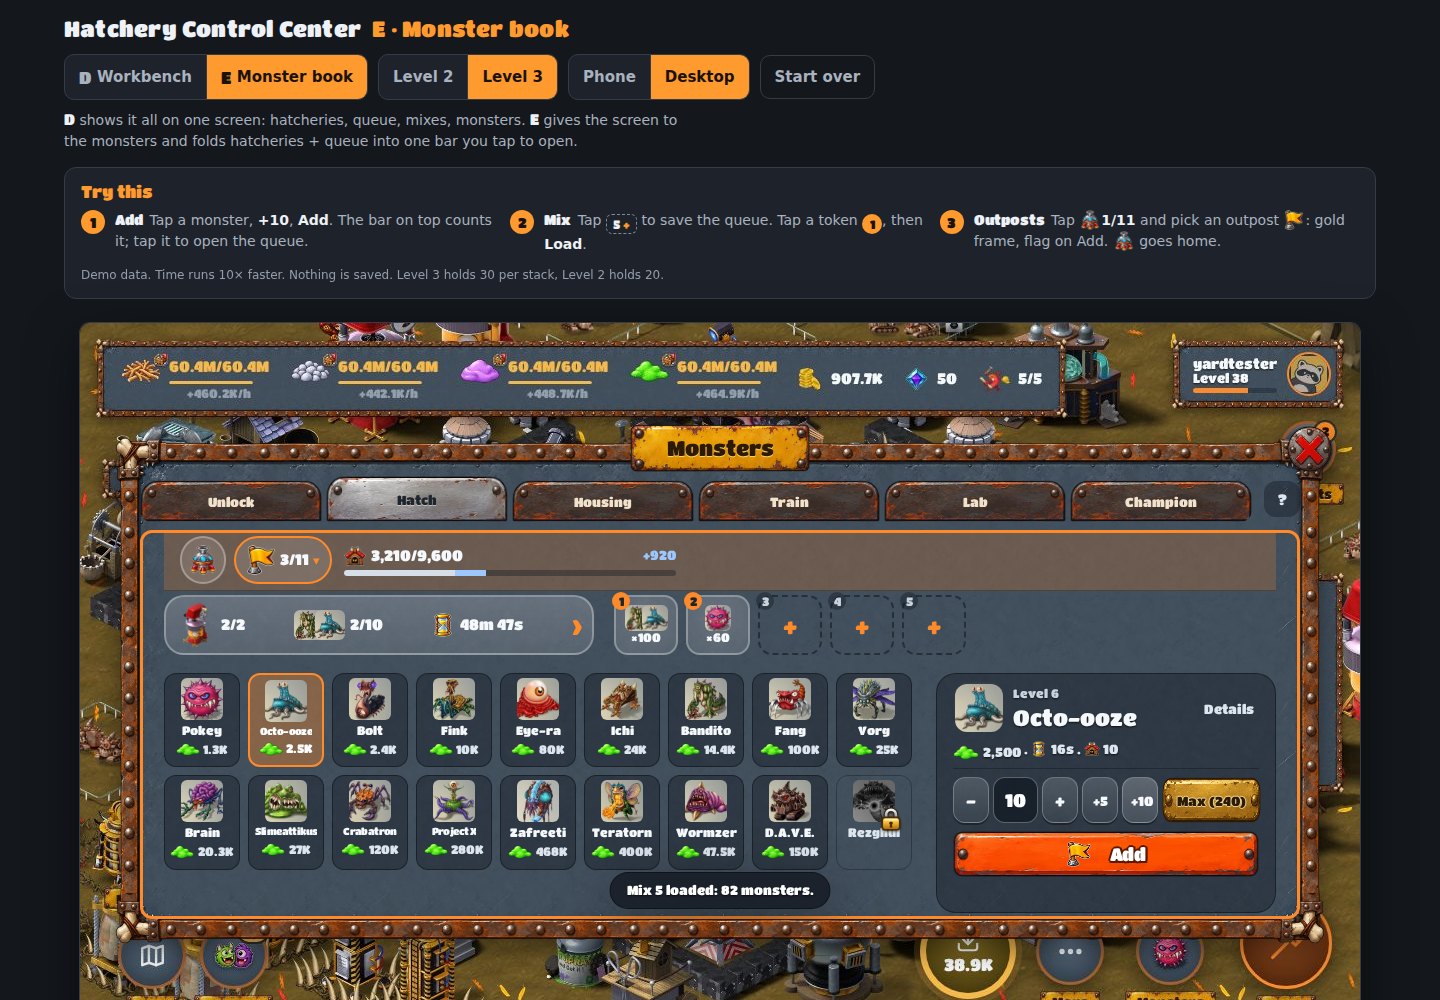 Hatchery Control Center E · Monster book
D Workbench E Monster book Level 2 Level 3 Phone Desktop Start over
D shows it all on one screen: hatcheries, queue, mixes, monsters. E gives the screen to
the monsters and folds hatcheries + queue into one bar you tap to open.
Try this
1 Add Tap a monster, +10, Add. The bar on top counts
it; tap it to open the queue.
2 Mix Tap 5 + to save the queue. Tap a token 1, then
Load.
3 Outposts Tap 1/11 and pick an outpost : gold
frame, flag on Add. goes home.
Demo data. Time runs 10× faster. Nothing is saved. Level 3 holds 30 per stack, Level 2 holds 20.
60.4M/60.4M 60.4M/60.4M 60.4M/60.4M 60.4M/60.4M 907.7K 50 5/5
+460.2K/h +442.1K/h +448.7K/h +464.9K/h
yardtester
Level 38
Monsters
Unlock Hatch Housing Train Lab Champion ?
3/11 ▾ 3,210/9,600 +920
2/2 2/10 48m 47s ❯
1 ×100
2 ×60
3 +
4 +
5 +
Pokey Octo-ooze Bolt Fink Eye-ra Ichi Bandito Fang Vorg
1.3K 2.5K 2.4K 10K 80K 24K 14.4K 100K 25K
Brain Slimeattikus Crabatron Project X Zafreeti Teratorn Wormzer D.A.V.E.
20.3K 27K 120K 280K 468K 400K 47.5K 150K
Level 6
Octo-ooze
Details
2,500 · 16s · 10
- 10 + +5 +10 Max (240)
Add
Mix 5 loaded: 82 monsters.
38.9K